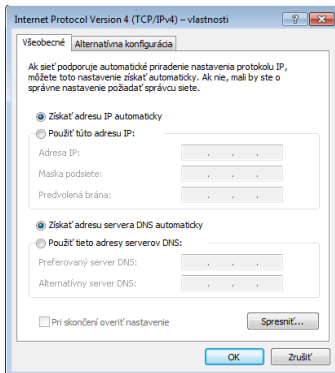 Internet Protocol Version 4 (TCP/IPv4) – vlastnosti
Všeobecné
Alternatívna konfigurácia
Ak sieť podporuje automatické priradenie nastavenia protokolu IP,
môžete toto nastavenie získať automaticky. Ak nie, mali by ste o
správne nastavenie požiadať správcu siete.
Získať adresu IP automaticky
Použiť túto adresu IP:
Adresa IP:
Maska podsiete:
Predvolená brána:
Získať adresu servera DNS automaticky
Použiť tieto adresy serverov DNS:
Preferovaný server DNS:
Alternatívny server DNS:
Pri skončení overiť nastavenie
Spresniť...
OK
Zrušiť